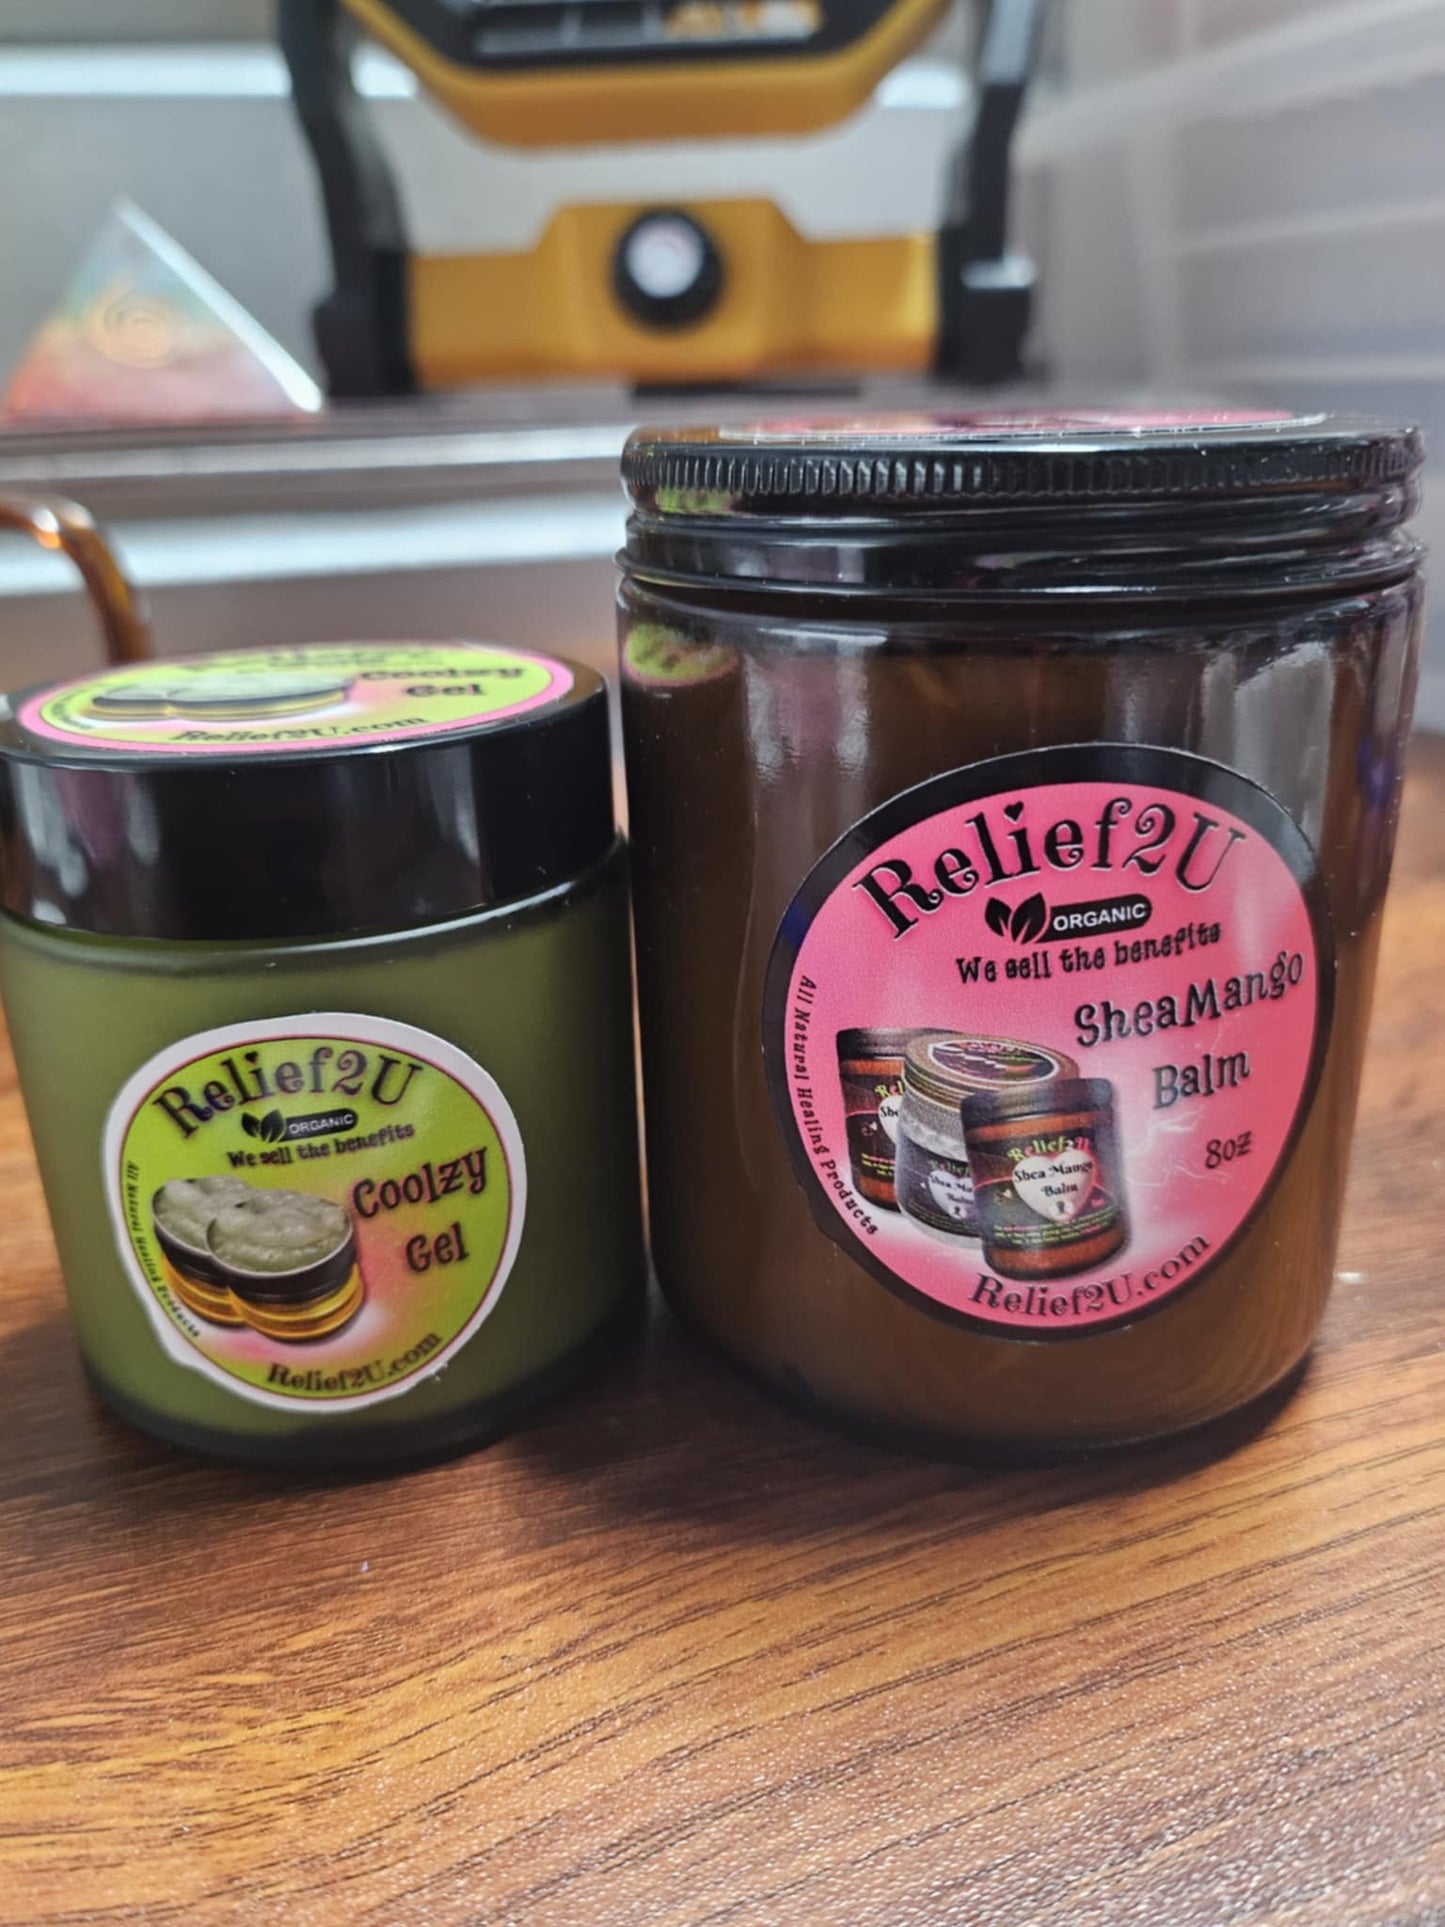 Coolzy
Gel
Relief2U.com
Relief2U
ORGANIC
We sell the benefits
All Natural Healing Products
Coolzy
Gel
Relief2U.com
Relief2U
ORGANIC
We sell the benefits
All Natural Healing Products
SheaMango
Balm
8oz
Relief2U
Shea Mango
Balm
Relief2U.com